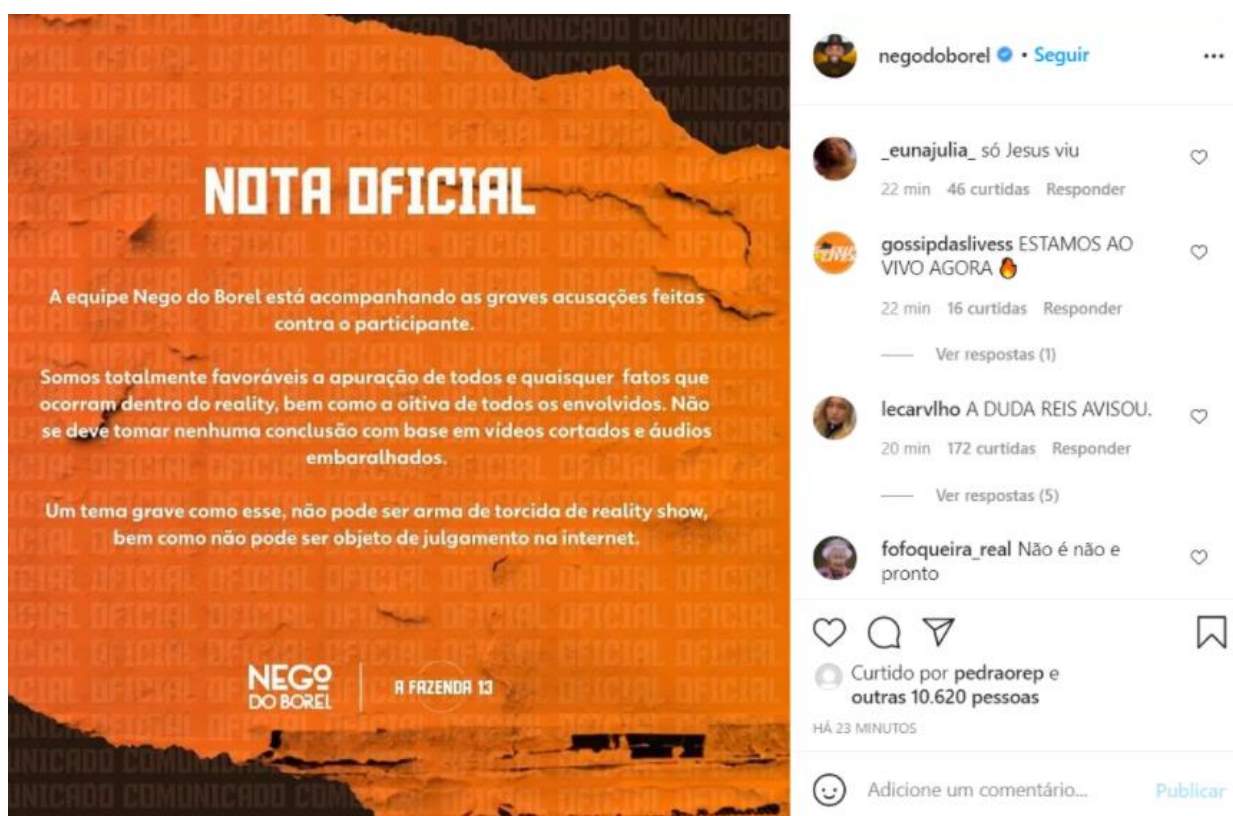 NOTA OFICIAL
A equipe Nego do Borel está acompanhando as graves acusações feitas
contra o participante.
Somos totalmente favoráveis a apuração de todos e quaisquer fatos que
ocorram dentro do reality, bem como a oitiva de todos os envolvidos. Não
se deve tomar nenhuma conclusão com base em vídeos cortados e áudios
embaralhados.
Um tema grave como esse, não pode ser arma de torcida de reality show,
bem como não pode ser objeto de julgamento na internet.
NEGO
DO BOREL
A FAZENDA 13
negodoborel • Seguir
_eunajulia_ só Jesus viu
22 min 46 curtidas Responder
gossipdaslivess ESTAMOS AO
VIVO AGORA 🔥
22 min 16 curtidas Responder
Ver respostas (1)
lecarvlho A DUDA REIS AVISOU.
20 min 172 curtidas Responder
Ver respostas (5)
fofoqueira_real Não é não e
pronto
Curtido por pedraorep e
outras 10.620 pessoas
HÁ 23 MINUTOS
Adicione um comentário... Publicar